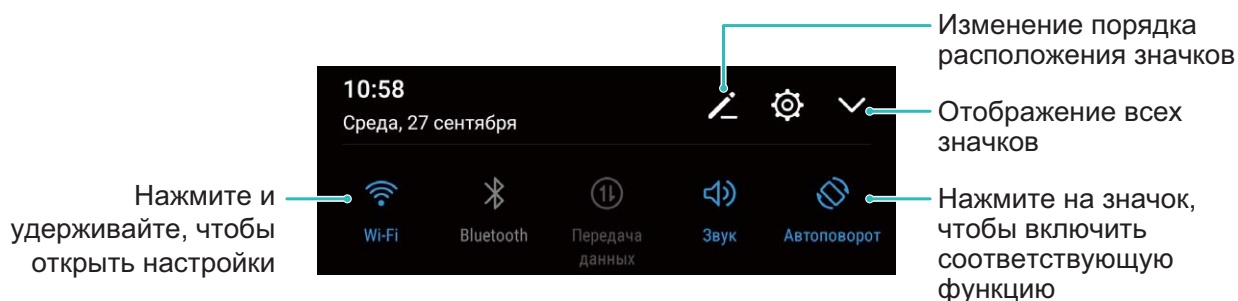 Изменение порядка
расположения значков
10:58
Среда, 27 сентября
Отображение всех
значков
Нажмите и
удерживайте, чтобы
открыть настройки
Wi-Fi
Bluetooth
Передача
данных
Звук
Автоповорот
Нажмите на значок,
чтобы включить
соответствующую
функцию